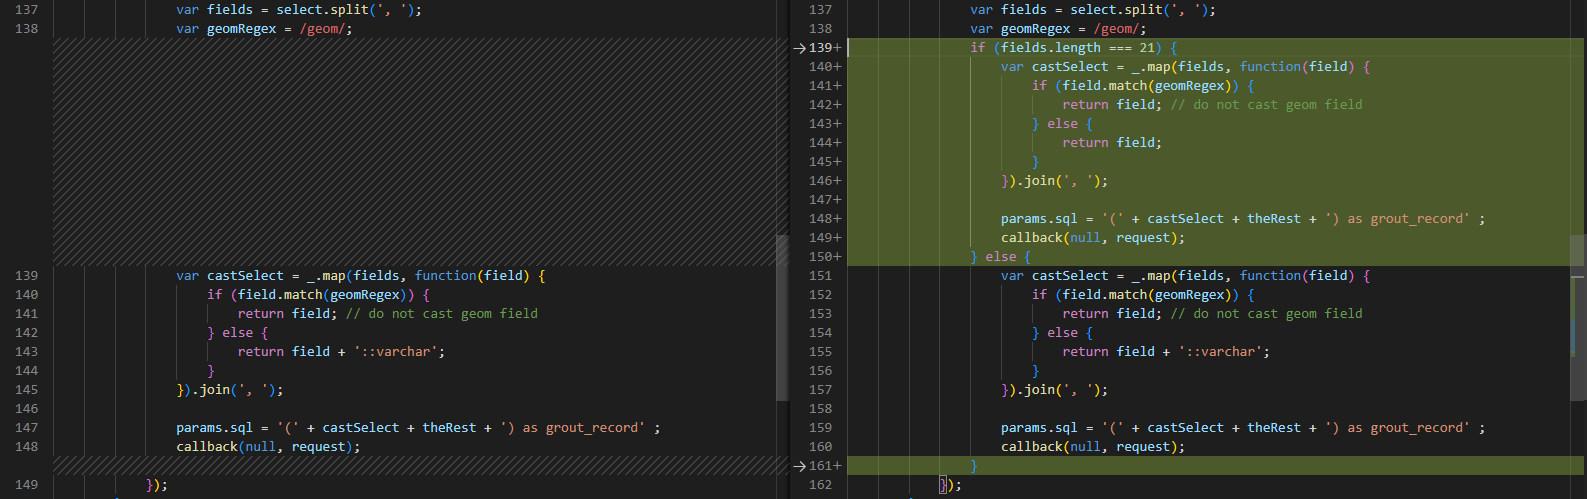 137 var fields = select.split(', ');
138 var geomRegex = /geom/;
139 var castSelect = _.map(fields, function(field) {
140 if (field.match(geomRegex)) {
141 return field; // do not cast geom field
142 } else {
143 return field + '::varchar';
144 }
145 }).join(', ');
146
147 params.sql = '(' + castSelect + theRest + ') as grout_record' ;
148 callback(null, request);
149 });
137 var fields = select.split(', ');
138 var geomRegex = /geom/;
→139+ if (fields.length === 21) {
140+ var castSelect = _.map(fields, function(field) {
141+ if (field.match(geomRegex)) {
142+ return field; // do not cast geom field
143+ } else {
144+ return field;
145+ }
146+ }).join(', ');
147+
148+ params.sql = '(' + castSelect + theRest + ') as grout_record' ;
149+ callback(null, request);
150+ } else {
151 var castSelect = _.map(fields, function(field) {
152 if (field.match(geomRegex)) {
153 return field; // do not cast geom field
154 } else {
155 return field + '::varchar';
156 }
157 }).join(', ');
158
159 params.sql = '(' + castSelect + theRest + ') as grout_record' ;
160 callback(null, request);
→161+ }
162 });